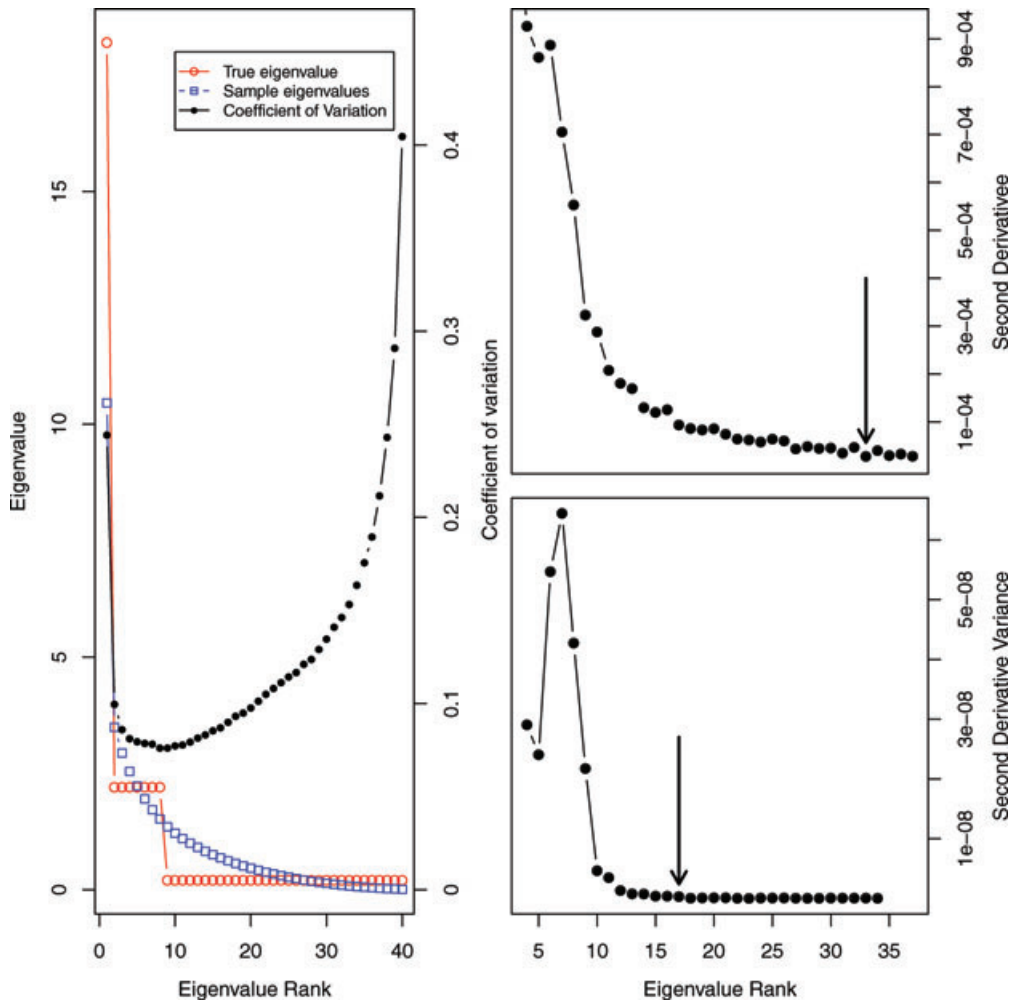 True eigenvalue
Sample eigenvalues
Coefficient of Variation
Eigenvalue
0
5
10
15
0
0.1
0.2
0.3
0.4
Coefficient of variation
0
10
20
30
40
Eigenvalue Rank
1e−04
3e−04
5e−04
7e−04
9e−04
Second Derivativee
1e−08
3e−08
5e−08
Second Derivative Variance
5
10
15
20
25
30
35
Eigenvalue Rank